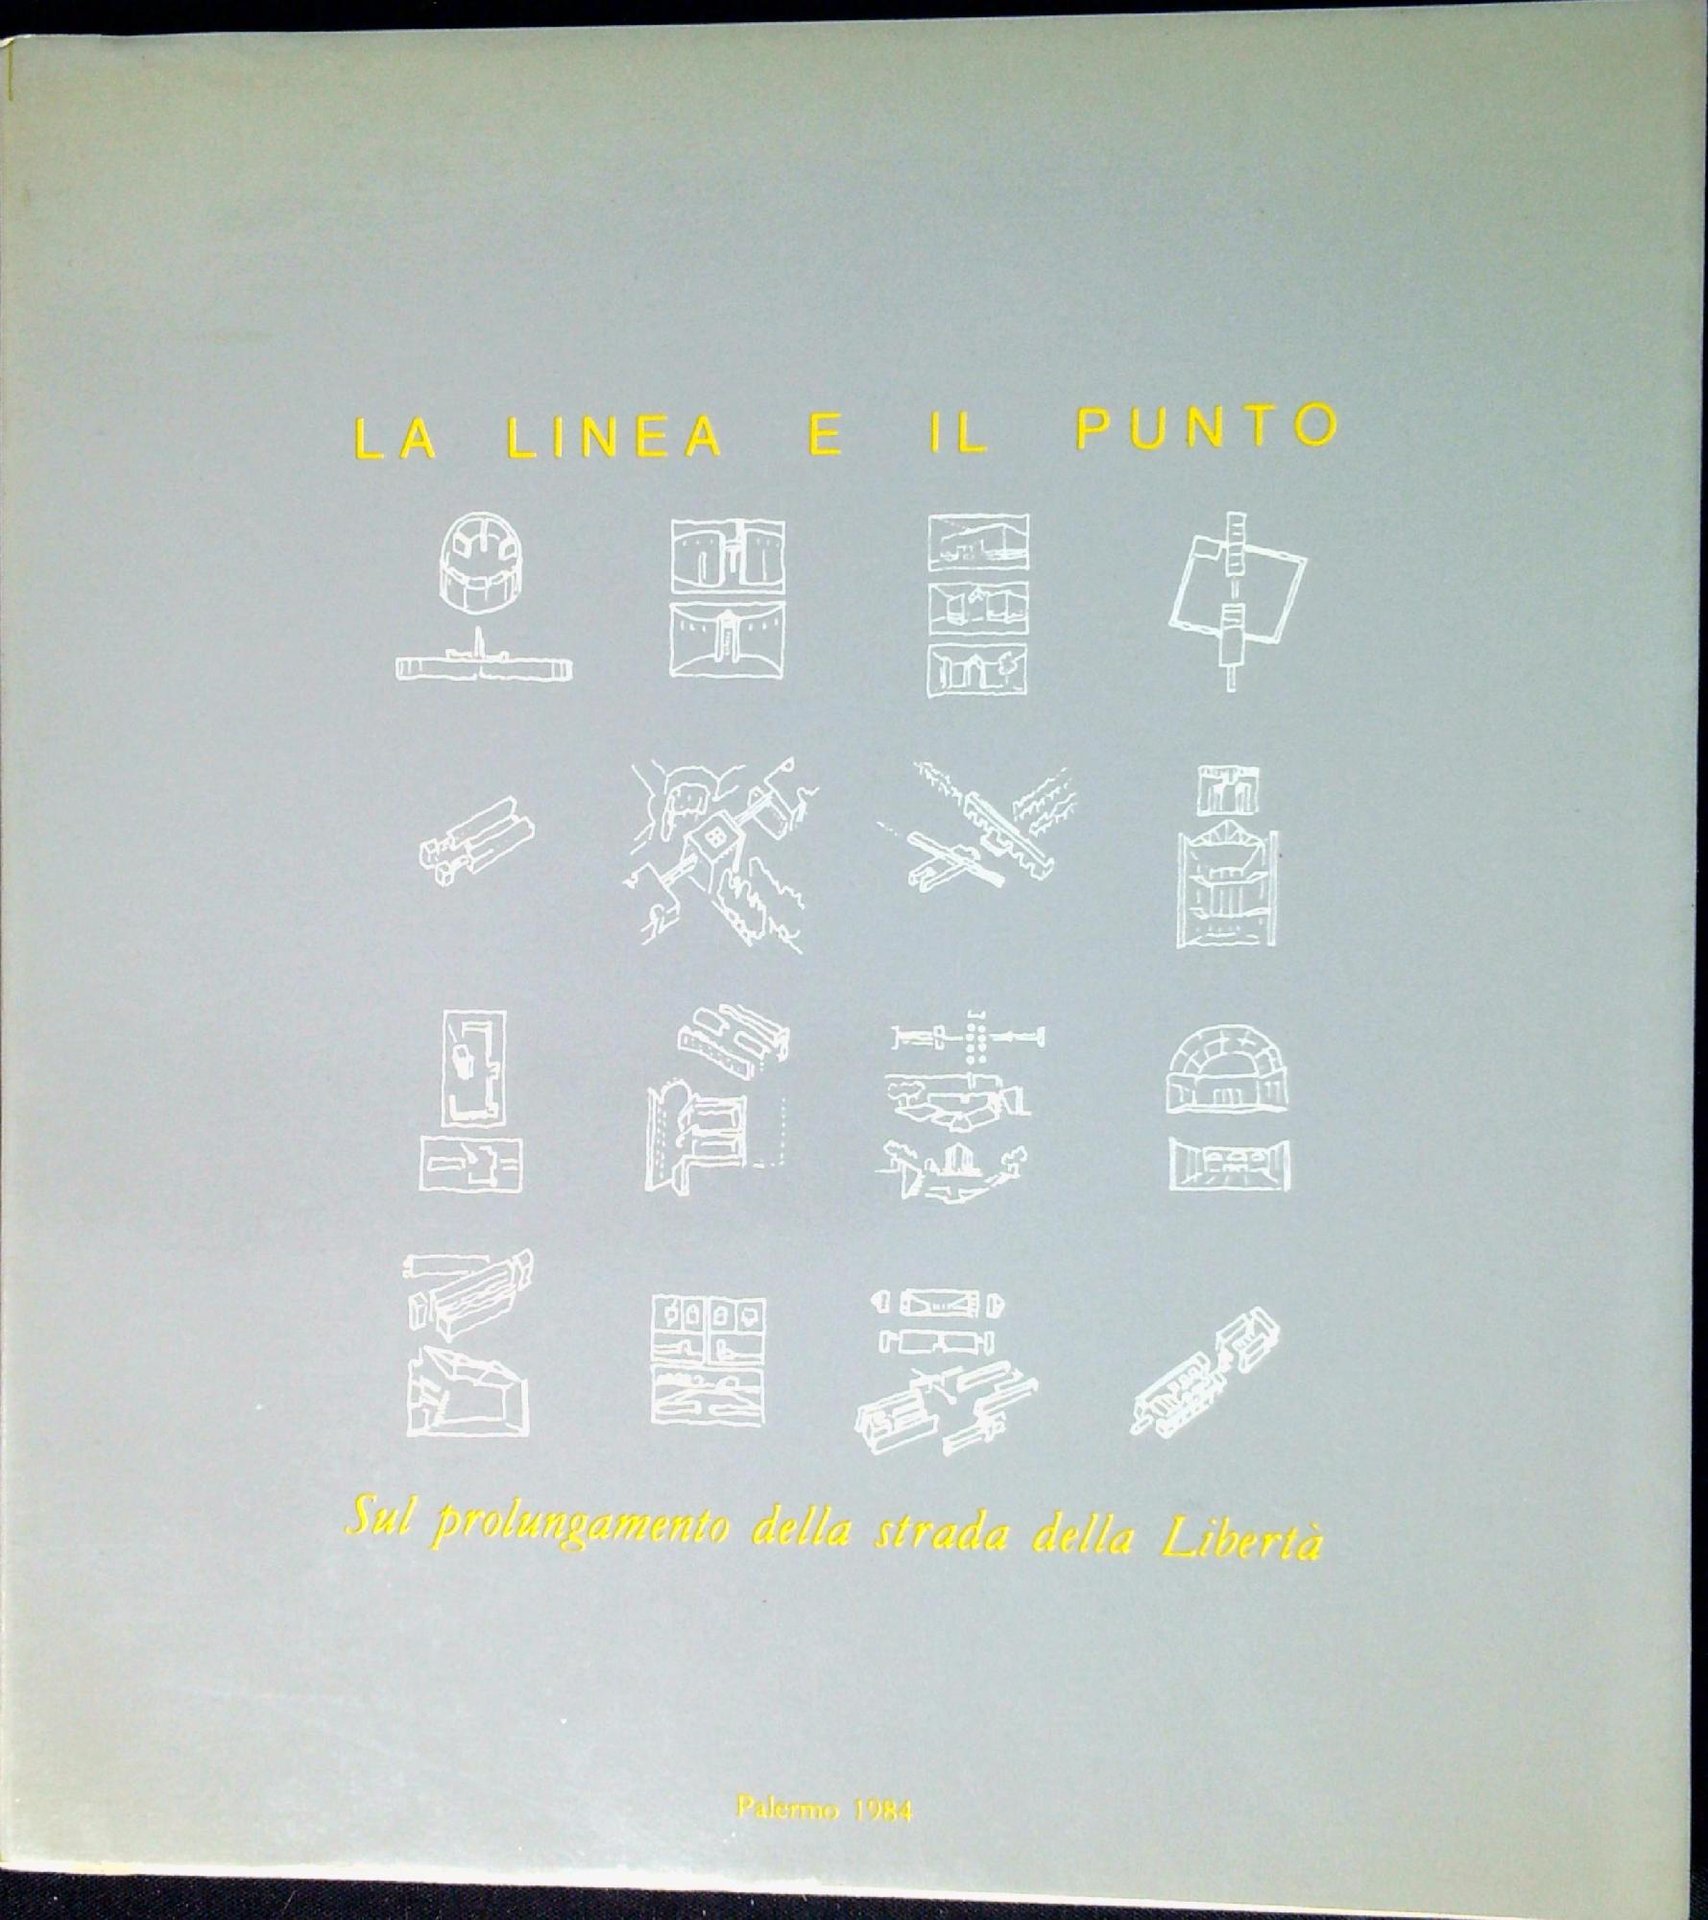 LA LINEA E IL PUNTO
Sul prolungamento della strada della Libertà
Palermo 1984